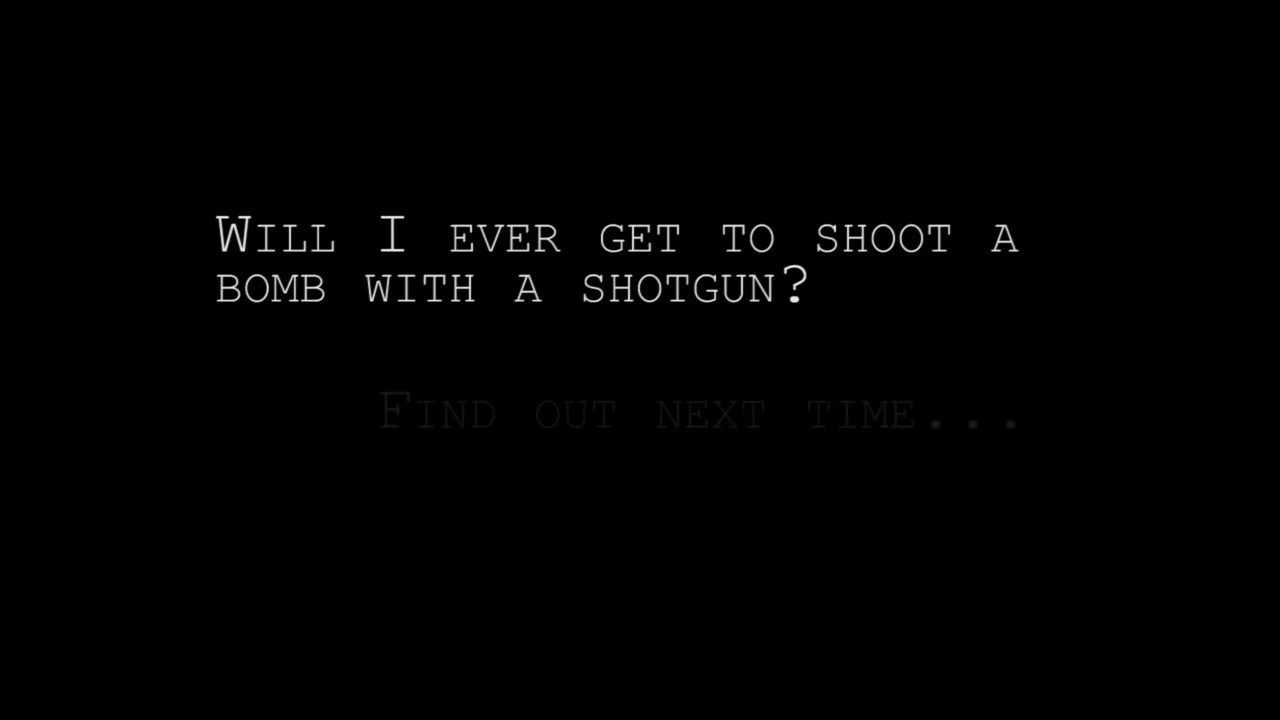 Will I ever get to shoot a
bomb with a shotgun?
Find out next time...